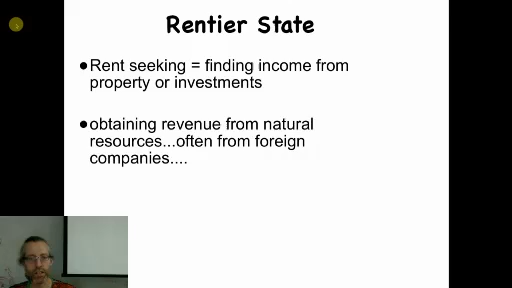 Rentier State
●Rent seeking = finding income from
property or investments
●obtaining revenue from natural
resources...often from foreign
companies....